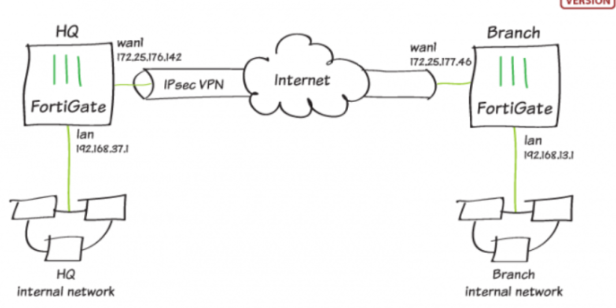 VERSION
HQ
wan1
172.25.176.142
FortiGate
IPsec VPN
Internet
Branch
wan1
172.25.177.46
FortiGate
lan
192.168.37.1
lan
192.168.13.1
HQ
internal network
Branch
internal network